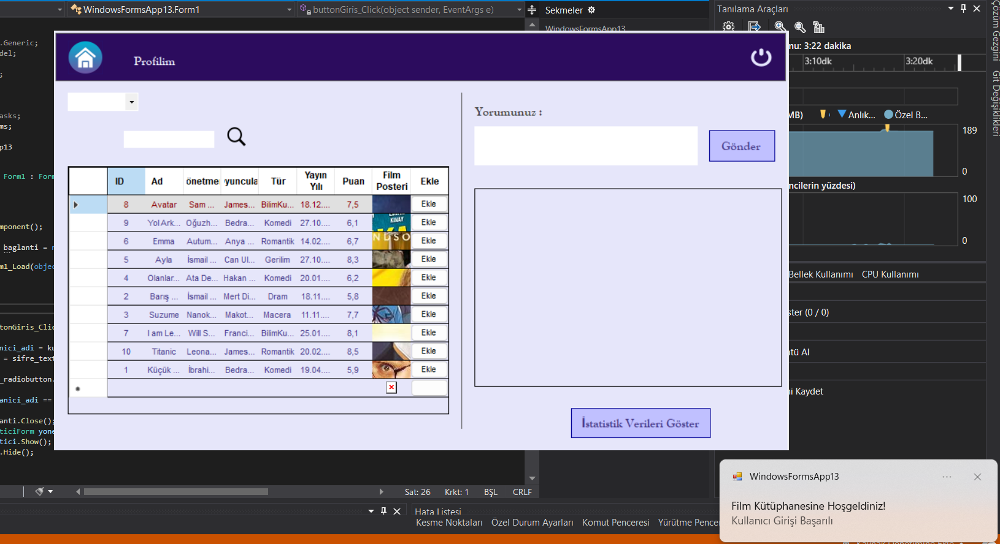 WindowsFormsApp13.Form1
buttonGiris_Click(object sender, EventArgs e)
Sekmeler
WindowsFormsApp13
Tanılama Araçları
Çözüm Gezgini
Git Değişiklikleri
.Generic;
del;
;
asks;
ms;
p13
Form1 : Form
mponent();
baglanti = n
m1_Load(objec
tonGiris_Clic
anici_adi = ku
= sifre_text
_radiobutton.
anici_adi ==
anti.Close();
ticiForm yone
tici.Show();
.Hide();
Profilim
Yorumunuz :
Gönder
ID Ad önetme yuncula Tür Yayın Yılı Puan Film Posteri Ekle
8 Avatar Sam ... James... BilimKu... 18.12.... 7,5 Ekle
9 Yol Ark... Oğuzh... Bedra... Komedi 27.10.... 6,1 KINAY Ekle
6 Emma Autum... Anya ... Romantik 14.02.... 6,7 NDSO Ekle
5 Ayla İsmail ... Can Ul... Gerilim 27.10.... 8,3 Ekle
4 Olanlar... Ata De... Hakan ... Komedi 20.01.... 6,2 Ekle
2 Barış ... İsmail ... Mert Di... Dram 18.11.... 5,8 Ekle
3 Suzume Nanok... Makot... Macera 11.11.... 7,7 Ekle
7 I am Le... Will S... Franci... BilimKu... 25.01.... 8,1 Ekle
10 Titanic Leona... James... Romantik 20.02.... 8,5 Ekle
1 Küçük ... İbrahi... Bedra... Komedi 19.04.... 5,9 Ekle
İstatistik Verileri Göster
mu: 3:22 dakika
3:10dk 3:20dk
MB) Anlık... Özel B...
189
0
mcilerin yüzdesi)
100
0
Bellek Kullanımı CPU Kullanımı
ster (0 / 0)
tü Al
i Kaydet
Sat: 26 Krkt: 1 BŞL CRLF
Hata Listesi
Kesme Noktaları Özel Durum Ayarları Komut Penceresi Yürütme Pencer
WindowsFormsApp13
Film Kütüphanesine Hoşgeldiniz!
Kullanıcı Girişi Başarılı